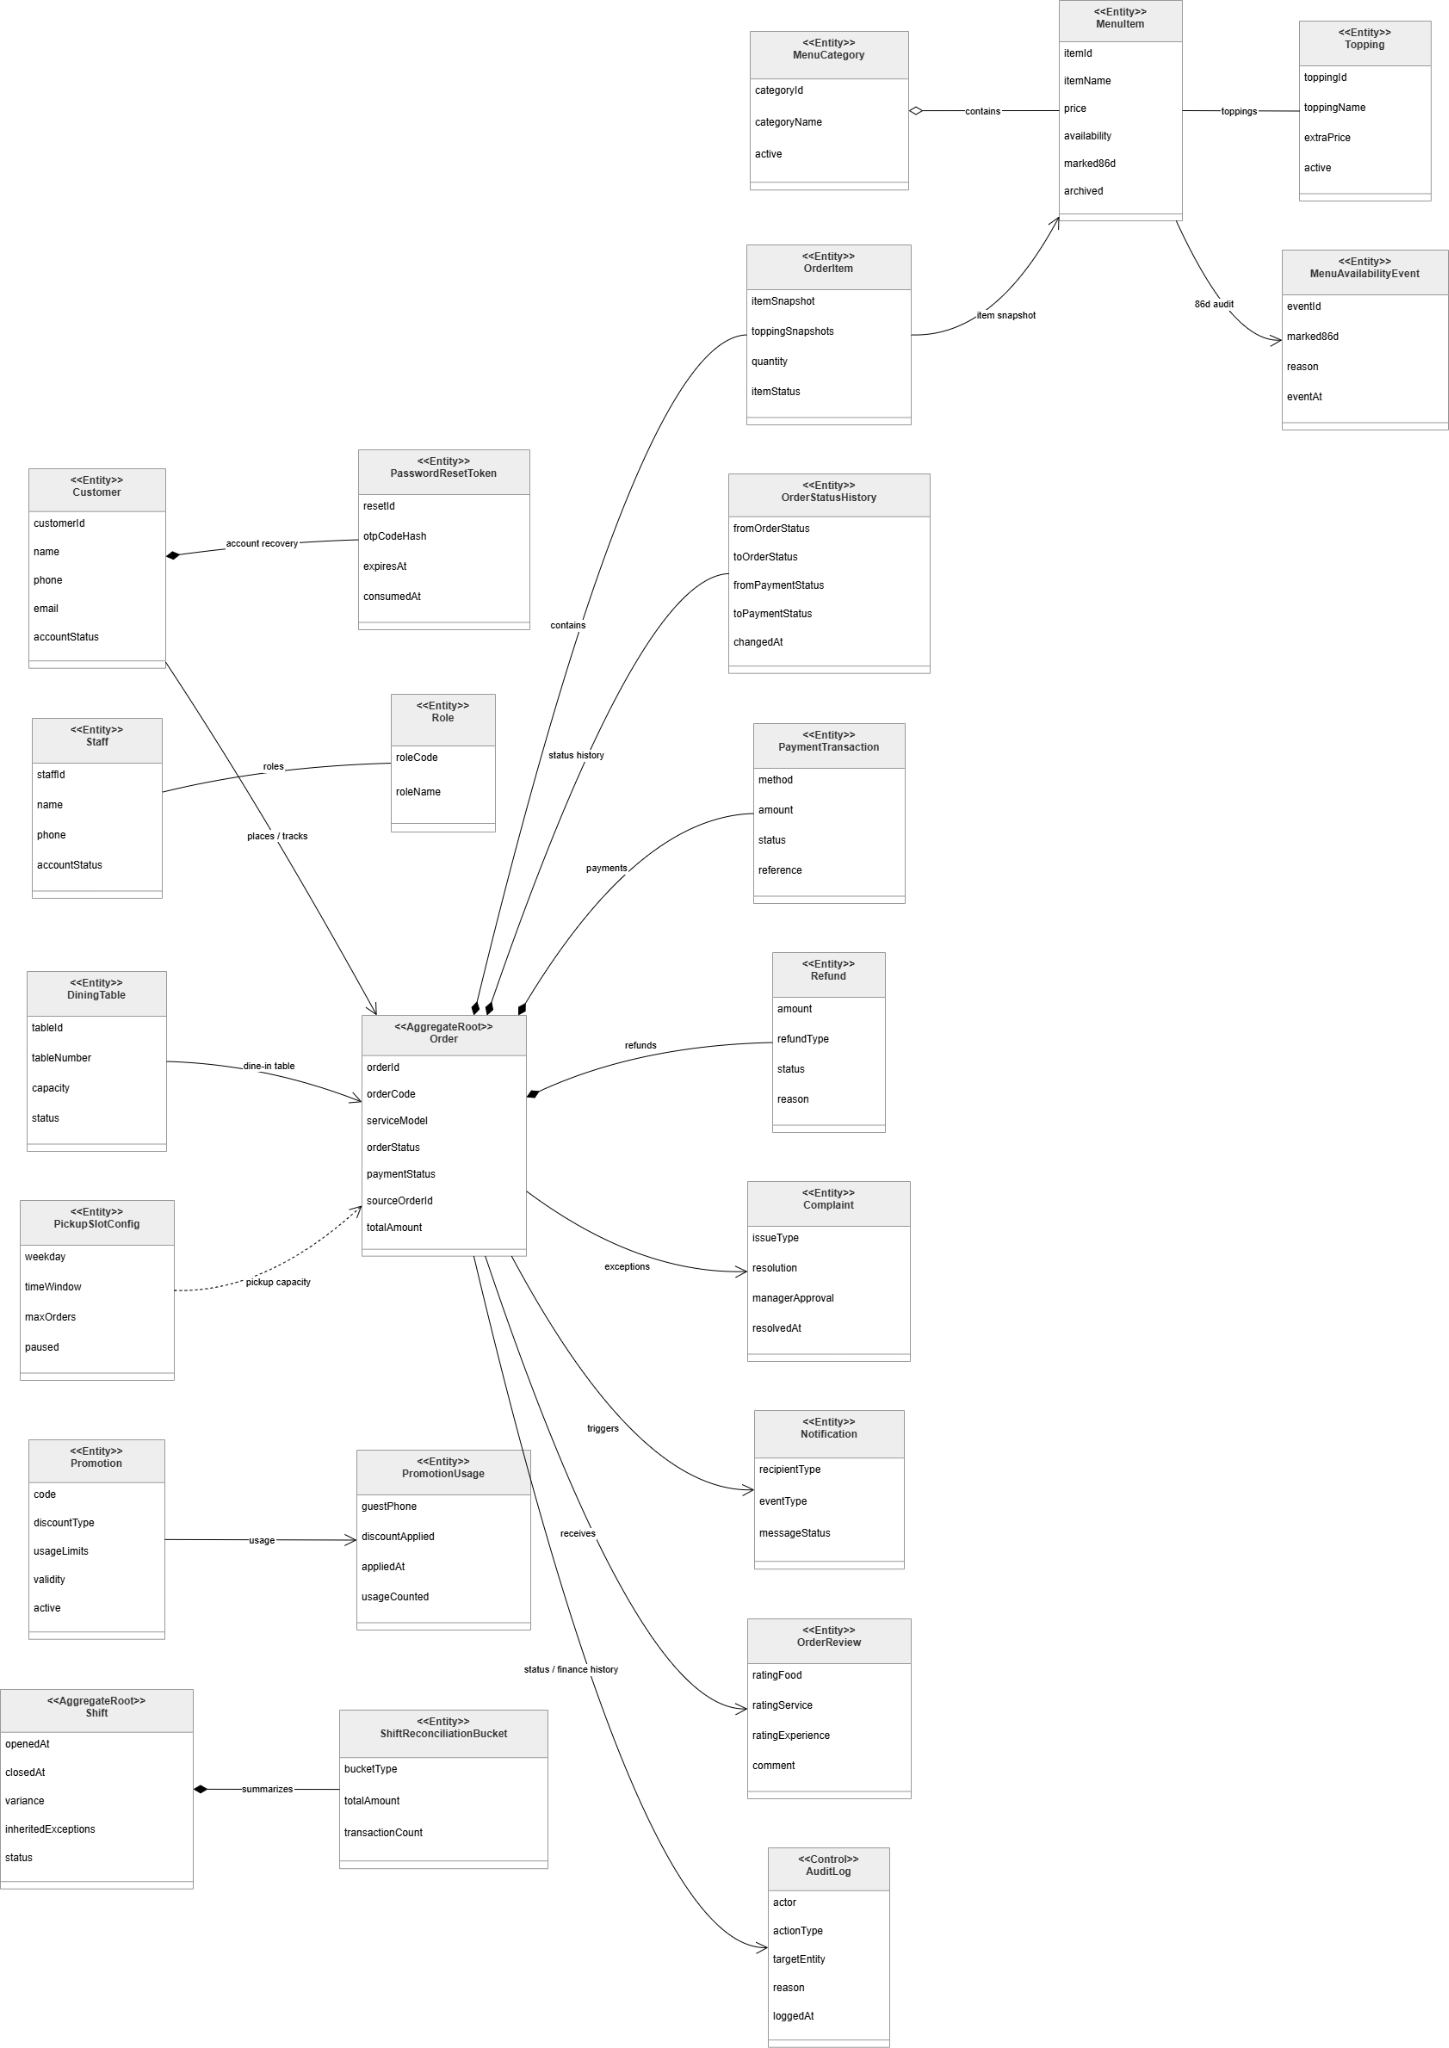 <<Entity>>
MenuItem
itemId
itemName
price
availability
marked86d
archived
<<Entity>>
Topping
toppingId
toppingName
extraPrice
active
<<Entity>>
MenuCategory
categoryId
categoryName
active
contains
toppings
<<Entity>>
OrderItem
itemSnapshot
toppingSnapshots
quantity
itemStatus
item snapshot
86d audit
<<Entity>>
MenuAvailabilityEvent
eventId
marked86d
reason
eventAt
<<Entity>>
Customer
customerId
name
phone
email
accountStatus
account recovery
<<Entity>>
PasswordResetToken
resetId
otpCodeHash
expiresAt
consumedAt
<<Entity>>
OrderStatusHistory
fromOrderStatus
toOrderStatus
fromPaymentStatus
toPaymentStatus
changedAt
contains
<<Entity>>
Staff
staffId
name
phone
accountStatus
roles
<<Entity>>
Role
roleCode
roleName
places / tracks
status history
<<Entity>>
PaymentTransaction
method
amount
status
reference
payments
<<Entity>>
DiningTable
tableId
tableNumber
capacity
status
dine-in table
<<AggregateRoot>>
Order
orderId
orderCode
serviceModel
orderStatus
paymentStatus
sourceOrderId
totalAmount
refunds
<<Entity>>
Refund
amount
refundType
status
reason
<<Entity>>
PickupSlotConfig
weekday
timeWindow
maxOrders
paused
pickup capacity
exceptions
<<Entity>>
Complaint
issueType
resolution
managerApproval
resolvedAt
<<Entity>>
Promotion
code
discountType
usageLimits
validity
active
usage
<<Entity>>
PromotionUsage
guestPhone
discountApplied
appliedAt
usageCounted
triggers
<<Entity>>
Notification
recipientType
eventType
messageStatus
receives
<<Entity>>
OrderReview
ratingFood
ratingService
ratingExperience
comment
status / finance history
<<AggregateRoot>>
Shift
openedAt
closedAt
variance
inheritedExceptions
status
summarizes
<<Entity>>
ShiftReconciliationBucket
bucketType
totalAmount
transactionCount
<<Control>>
AuditLog
actor
actionType
targetEntity
reason
loggedAt